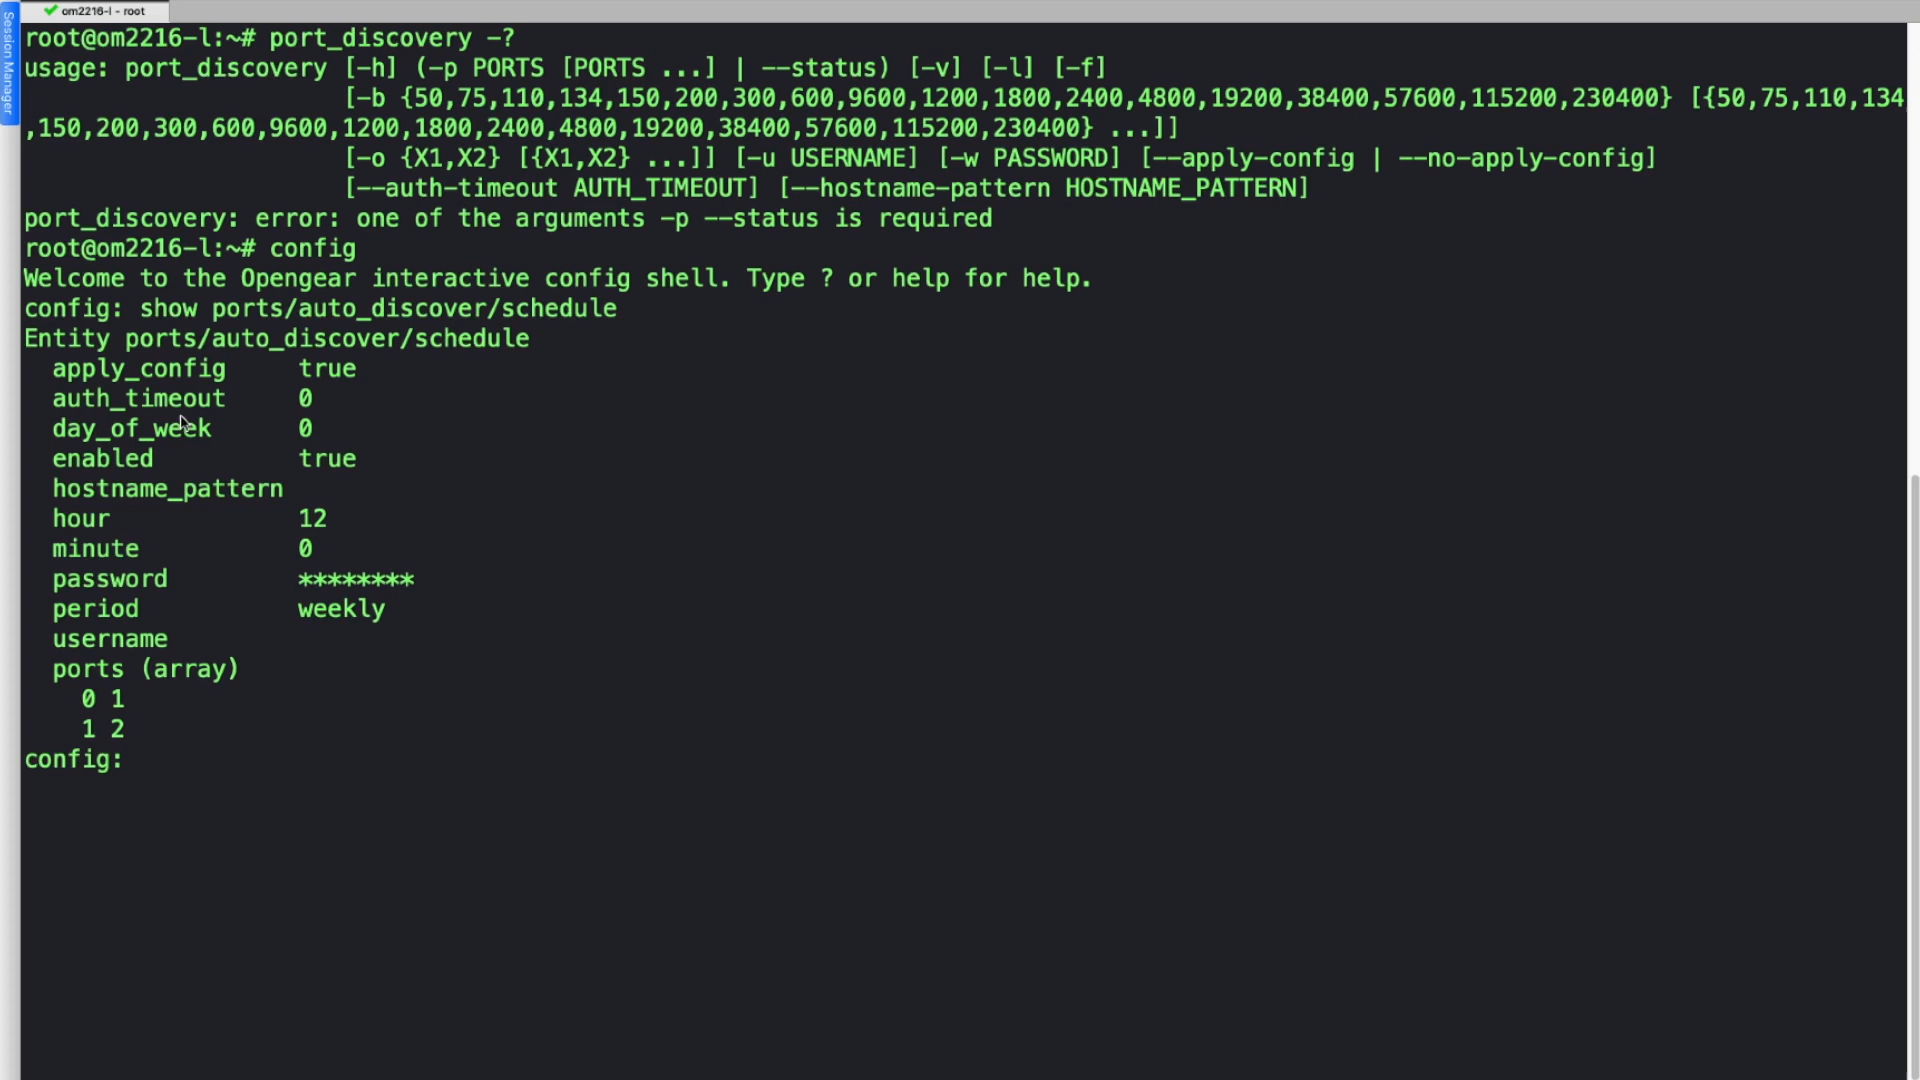 om2216-l - root
Session Manager
root@om2216-l:~# port_discovery -?
usage: port_discovery [-h] (-p PORTS [PORTS ...] | --status) [-v] [-l] [-f]
[-b {50,75,110,134,150,200,300,600,9600,1200,1800,2400,4800,19200,38400,57600,115200,230400} [{50,75,110,134
,150,200,300,600,9600,1200,1800,2400,4800,19200,38400,57600,115200,230400} ...]]
[-o {X1,X2} [{X1,X2} ...]] [-u USERNAME] [-w PASSWORD] [--apply-config | --no-apply-config]
[--auth-timeout AUTH_TIMEOUT] [--hostname-pattern HOSTNAME_PATTERN]
port_discovery: error: one of the arguments -p --status is required
root@om2216-l:~# config
Welcome to the Opengear interactive config shell. Type ? or help for help.
config: show ports/auto_discover/schedule
Entity ports/auto_discover/schedule
apply_config true
auth_timeout 0
day_of_week 0
enabled true
hostname_pattern
hour 12
minute 0
password ********
period weekly
username
ports (array)
0 1
1 2
config: